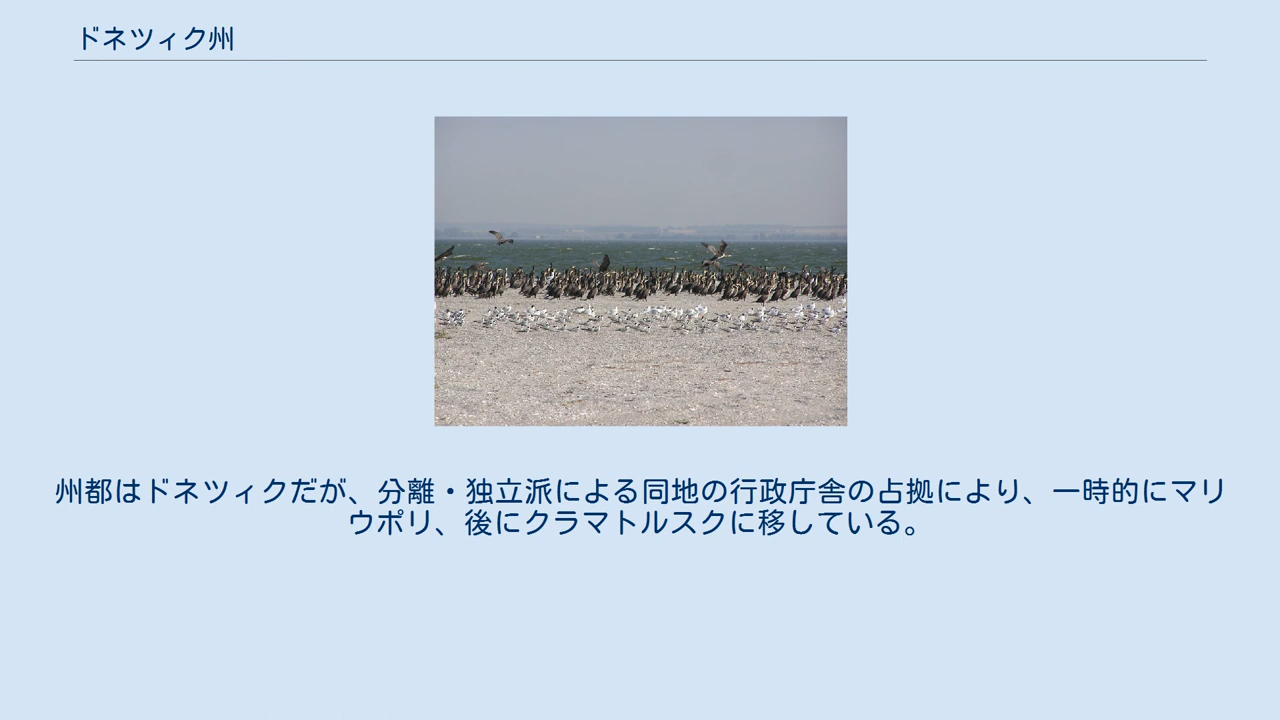 ドネツィク州
州都はドネツィクだが、分離・独立派による同地の行政庁舎の占拠により、一時的にマリ
ウポリ、後にクラマトルスクに移している。